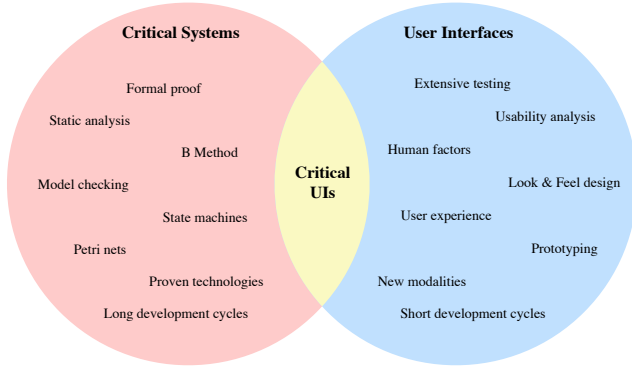 Critical Systems
Formal proof
Static analysis
B Method
Model checking
State machines
Petri nets
Proven technologies
Long development cycles
Critical
UIs
User Interfaces
Extensive testing
Usability analysis
Human factors
Look & Feel design
User experience
Prototyping
New modalities
Short development cycles